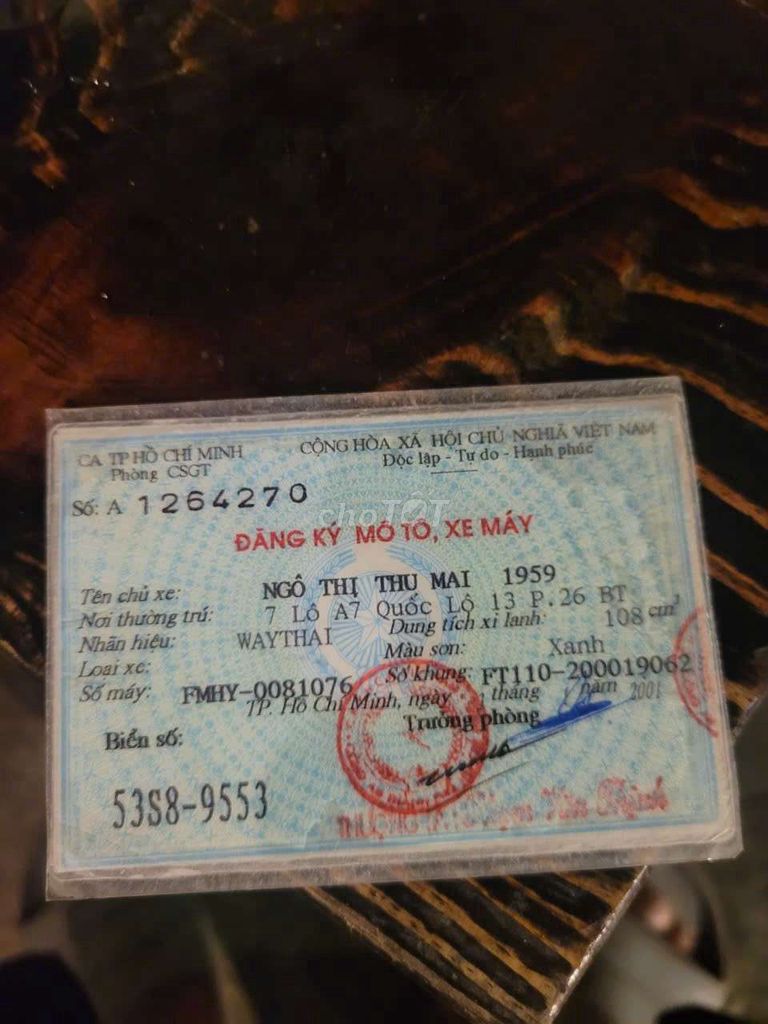 CA TP HỒ CHÍ MINH
Phòng CSGT
CỘNG HÒA XÃ HỘI CHỦ NGHĨA VIỆT NAM
Độc lập - Tự do - Hạnh phúc
Số: A 1264270
choTỐT
ĐĂNG KÝ MÔ TÔ, XE MÁY
Tên chủ xe: NGÔ THỊ THU MAI 1959
Nơi thường trú: 7 Lô A7 Quốc Lộ 13 P.26 BT
Nhãn hiệu: WAYTHAI Dung tích xi lanh: 108 cm³
Loại xe: Màu sơn: Xanh
Số máy: FMHY-0081076 Số khung: FT110-200019062
TP. Hồ Chí Minh, ngày tháng năm 2001
Trưởng phòng
Biển số:
53S8-9553